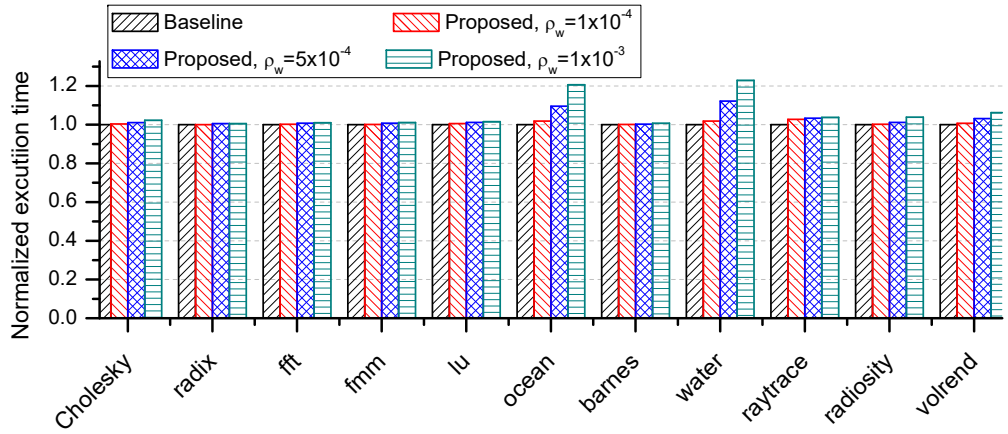 Baseline
Proposed, ρw=1x10-4
Proposed, ρw=5x10-4
Proposed, ρw=1x10-3
Normalized excutiion time
1.2
1.0
0.8
0.6
0.4
0.2
0.0
Cholesky
radix
fft
fmm
lu
ocean
barnes
water
raytrace
radiosity
volrend